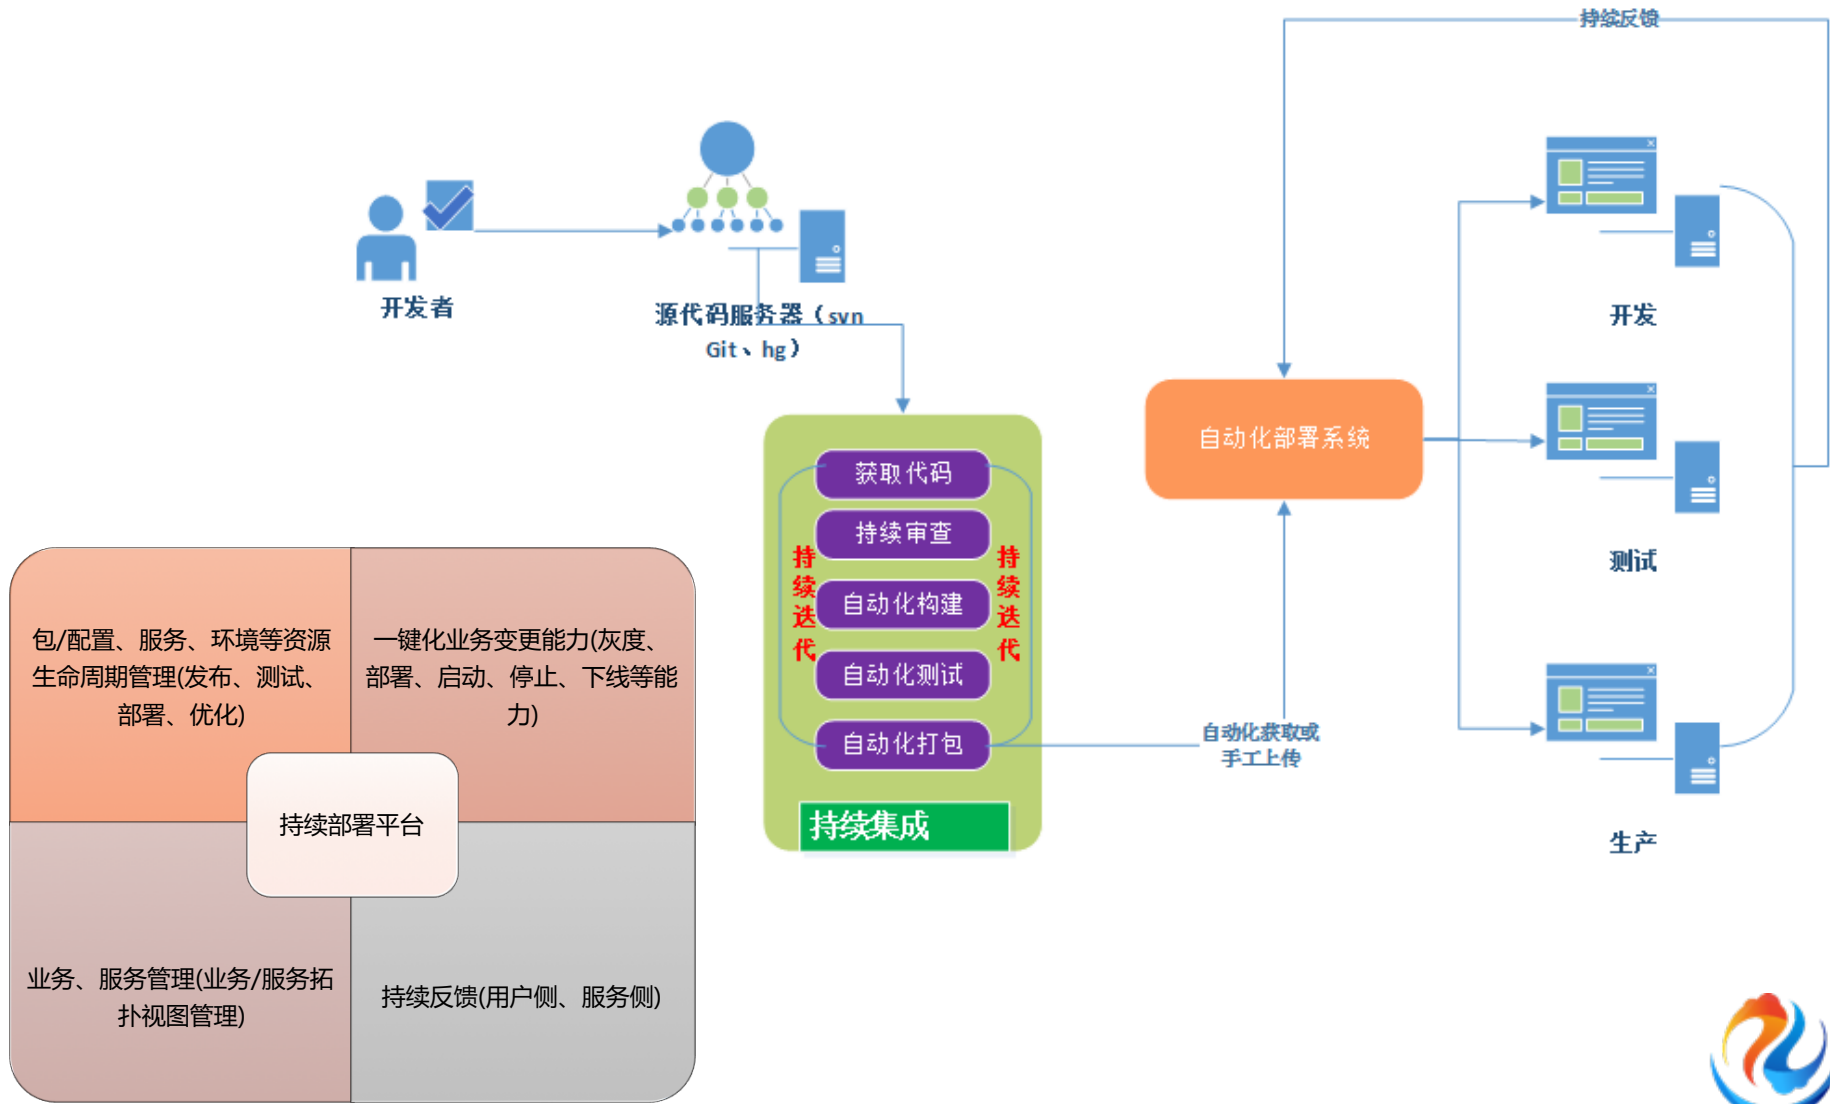 持续反馈
开发者
源代码服务器（svn
Git、hg）
开发
自动化部署系统
获取代码
持续审查
自动化构建
自动化测试
自动化打包
持续迭代
持续迭代
持续集成
自动化获取或
手工上传
测试
生产
包/配置、服务、环境等资源
生命周期管理(发布、测试、
部署、优化)
一键化业务变更能力(灰度、
部署、启动、停止、下线等能
力)
持续部署平台
业务、服务管理(业务/服务拓
扑视图管理)
持续反馈(用户侧、服务侧)